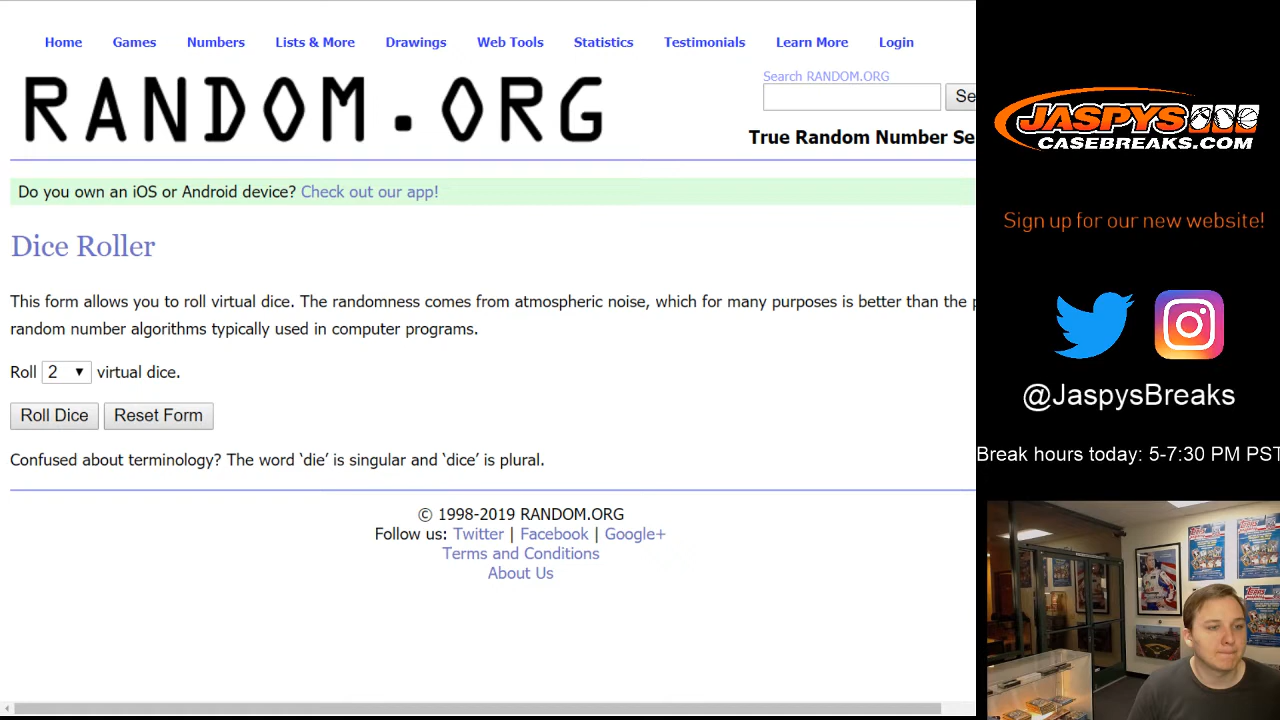 Home Games Numbers Lists & More Drawings Web Tools Statistics Testimonials Learn More Login
RANDOM.ORG
Search RANDOM.ORG
True Random Number Se
Do you own an iOS or Android device? Check out our app!
Dice Roller
This form allows you to roll virtual dice. The randomness comes from atmospheric noise, which for many purposes is better than the
random number algorithms typically used in computer programs.
Roll 2 virtual dice.
Roll Dice Reset Form
Confused about terminology? The word ‘die’ is singular and ‘dice’ is plural.
© 1998-2019 RANDOM.ORG
Follow us: Twitter | Facebook | Google+
Terms and Conditions
About Us
JASPYS
CASEBREAKS.COM
Sign up for our new website!
@JaspysBreaks
Break hours today: 5-7:30 PM PST